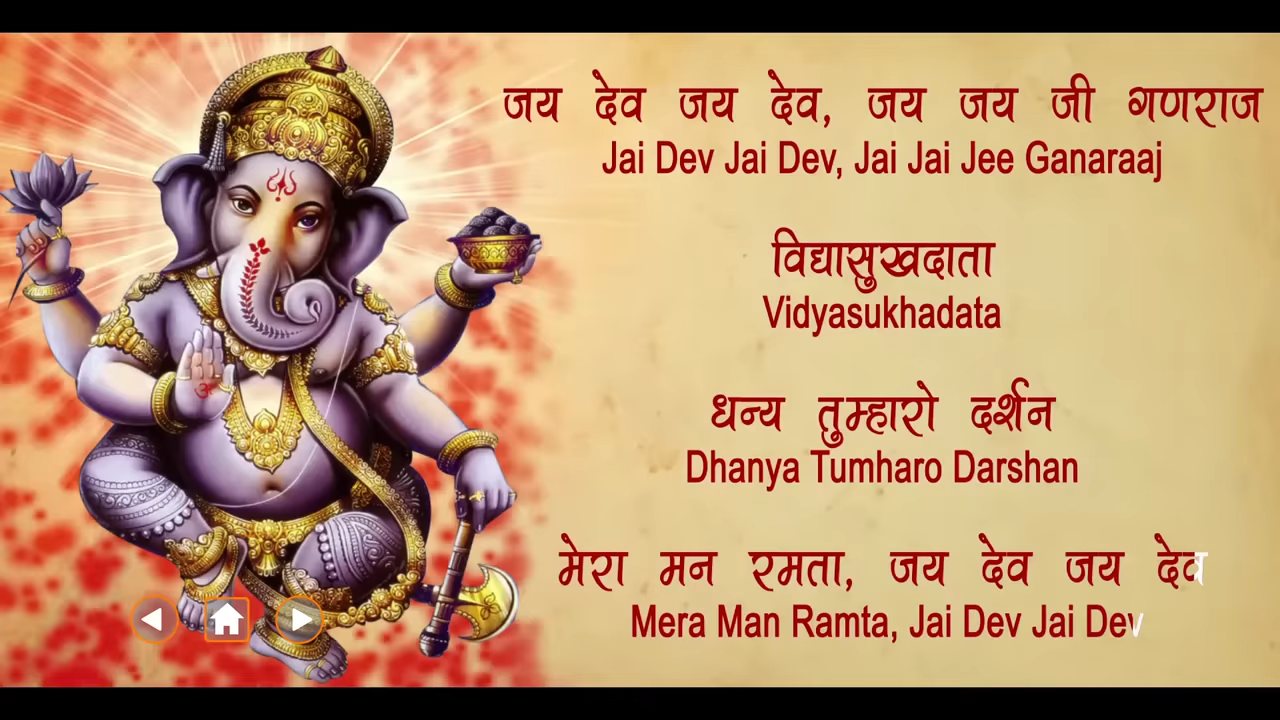 जय देव जय देव, जय जय जी गणराज
Jai Dev Jai Dev, Jai Jai Jee Ganaraaj
विद्यासुखदाता
Vidyasukhadata
धन्य तुम्हारो दर्शन
Dhanya Tumharo Darshan
मेरा मन रमता, जय देव जय देव
Mera Man Ramta, Jai Dev Jai Dev